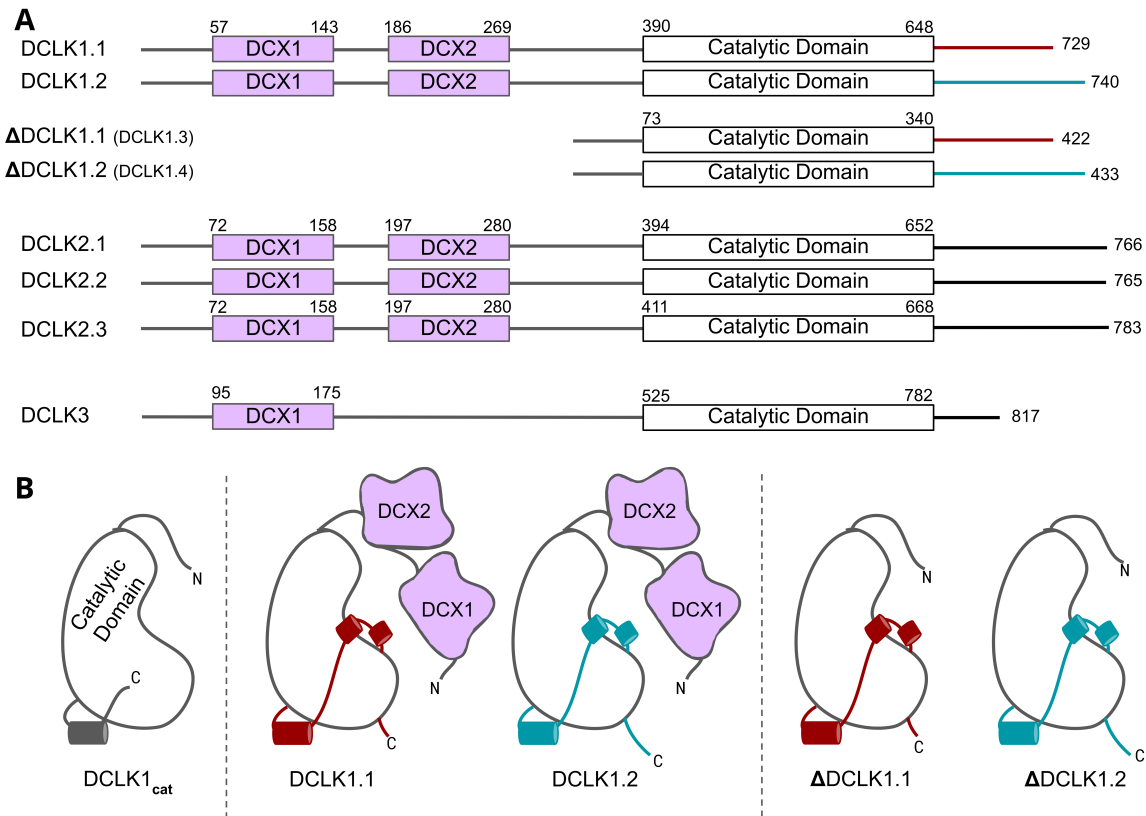 A
57 143 186 269 390 648
DCLK1.1 DCX1 DCX2 Catalytic Domain 729
DCLK1.2 DCX1 DCX2 Catalytic Domain 740
73 340
ΔDCLK1.1 (DCLK1.3) Catalytic Domain 422
ΔDCLK1.2 (DCLK1.4) Catalytic Domain 433
72 158 197 280 394 652
DCLK2.1 DCX1 DCX2 Catalytic Domain 766
DCLK2.2 DCX1 DCX2 Catalytic Domain 765
72 158 197 280 411 668
DCLK2.3 DCX1 DCX2 Catalytic Domain 783
95 175 525 782
DCLK3 DCX1 Catalytic Domain 817
B
Catalytic
Domain
N
C
DCLK1cat
DCX2
DCX1
N
C
DCLK1.1
DCX2
DCX1
N
C
DCLK1.2
N
C
ΔDCLK1.1
N
C
ΔDCLK1.2